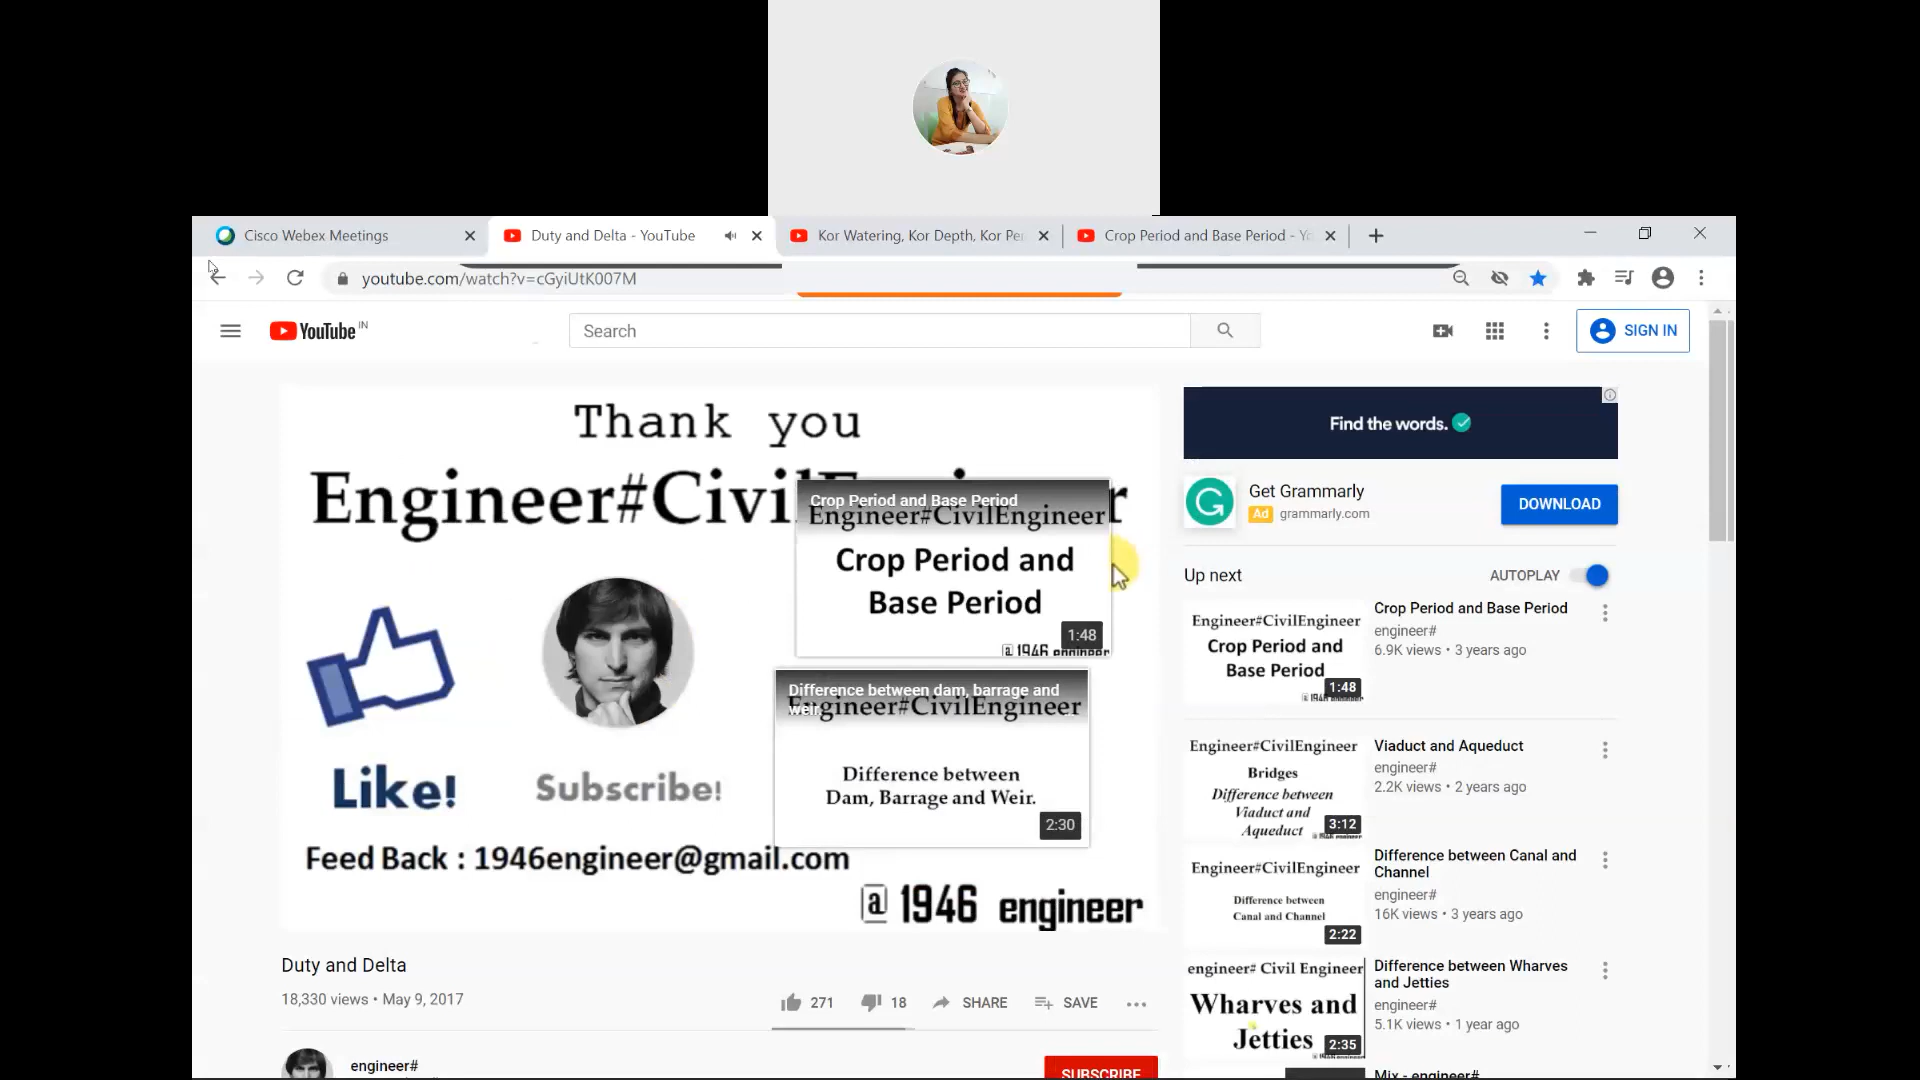 Cisco Webex Meetings
Duty and Delta - YouTube
Kor Watering, Kor Depth, Kor Per
Crop Period and Base Period - Yo
youtube.com/watch?v=cGyiUtK007M
YouTube IN
Search
SIGN IN
Thank you
Engineer#CivilEngineer
Crop Period and Base Period
Engineer#CivilEngineer
Crop Period and
Base Period
1:48
@ 1946 engineer
Difference between dam, barrage and
weir.
Engineer#CivilEngineer
Difference between
Dam, Barrage and Weir.
2:30
Like!
Subscribe!
Feed Back : 1946engineer@gmail.com
@ 1946 engineer
Duty and Delta
18,330 views • May 9, 2017
271
18
SHARE
SAVE
engineer#
SUBSCRIBE
Find the words.
Get Grammarly
Ad grammarly.com
DOWNLOAD
Up next
AUTOPLAY
Engineer#CivilEngineer
Crop Period and
Base Period
1:48
@ 1946 engineer
Crop Period and Base Period
engineer#
6.9K views • 3 years ago
Engineer#CivilEngineer
Bridges
Difference between
Viaduct and
Aqueduct
3:12
@ 1946 engineer
Viaduct and Aqueduct
engineer#
2.2K views • 2 years ago
Engineer#CivilEngineer
Difference between
Canal and Channel
2:22
Difference between Canal and
Channel
engineer#
16K views • 3 years ago
engineer# Civil Engineer
Wharves and
Jetties
2:35
Difference between Wharves
and Jetties
engineer#
5.1K views • 1 year ago
Mix - engineer#